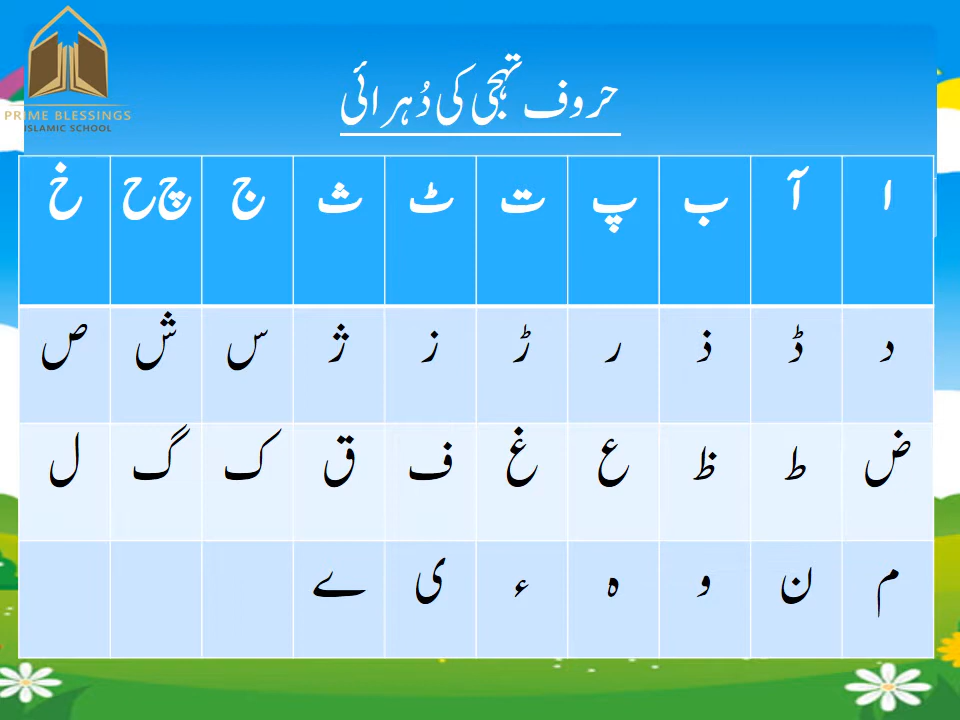 PRIME BLESSINGS
ISLAMIC SCHOOL
حروف تہجی کی دُہرائی
ا آ ب پ ت ٹ ث ج چ ح خ
د ڈ ذ ر ڑ ز ژ س ش ص
ض ط ظ ع غ ف ق ک گ ل
م ن و ہ ء ی ے